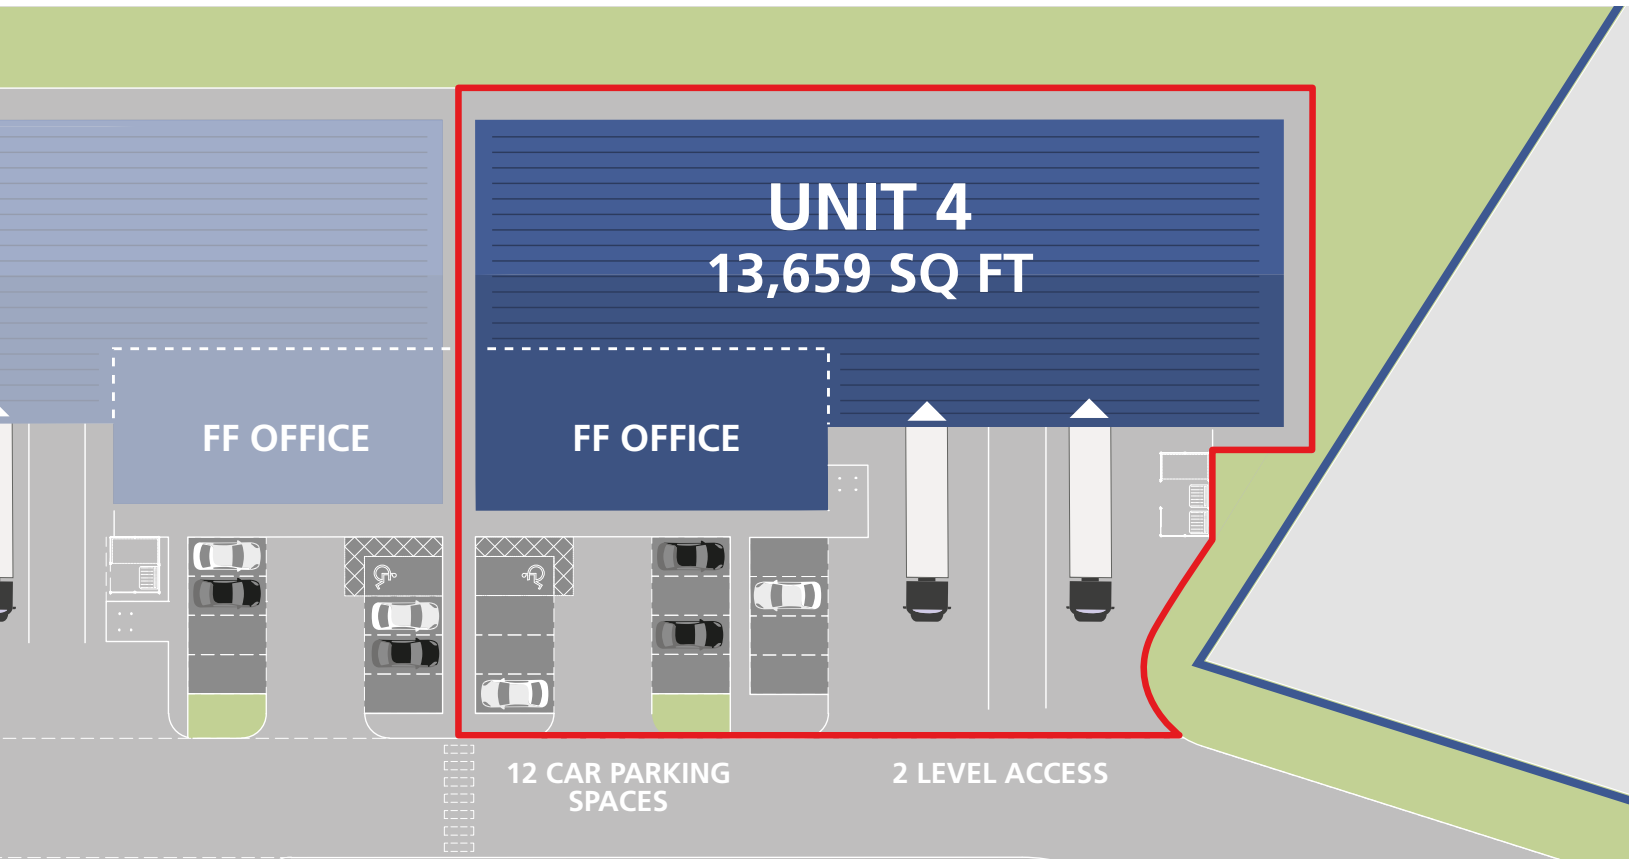 UNIT 4
13,659 SQ FT
FF OFFICE
FF OFFICE
12 CAR PARKING
SPACES
2 LEVEL ACCESS